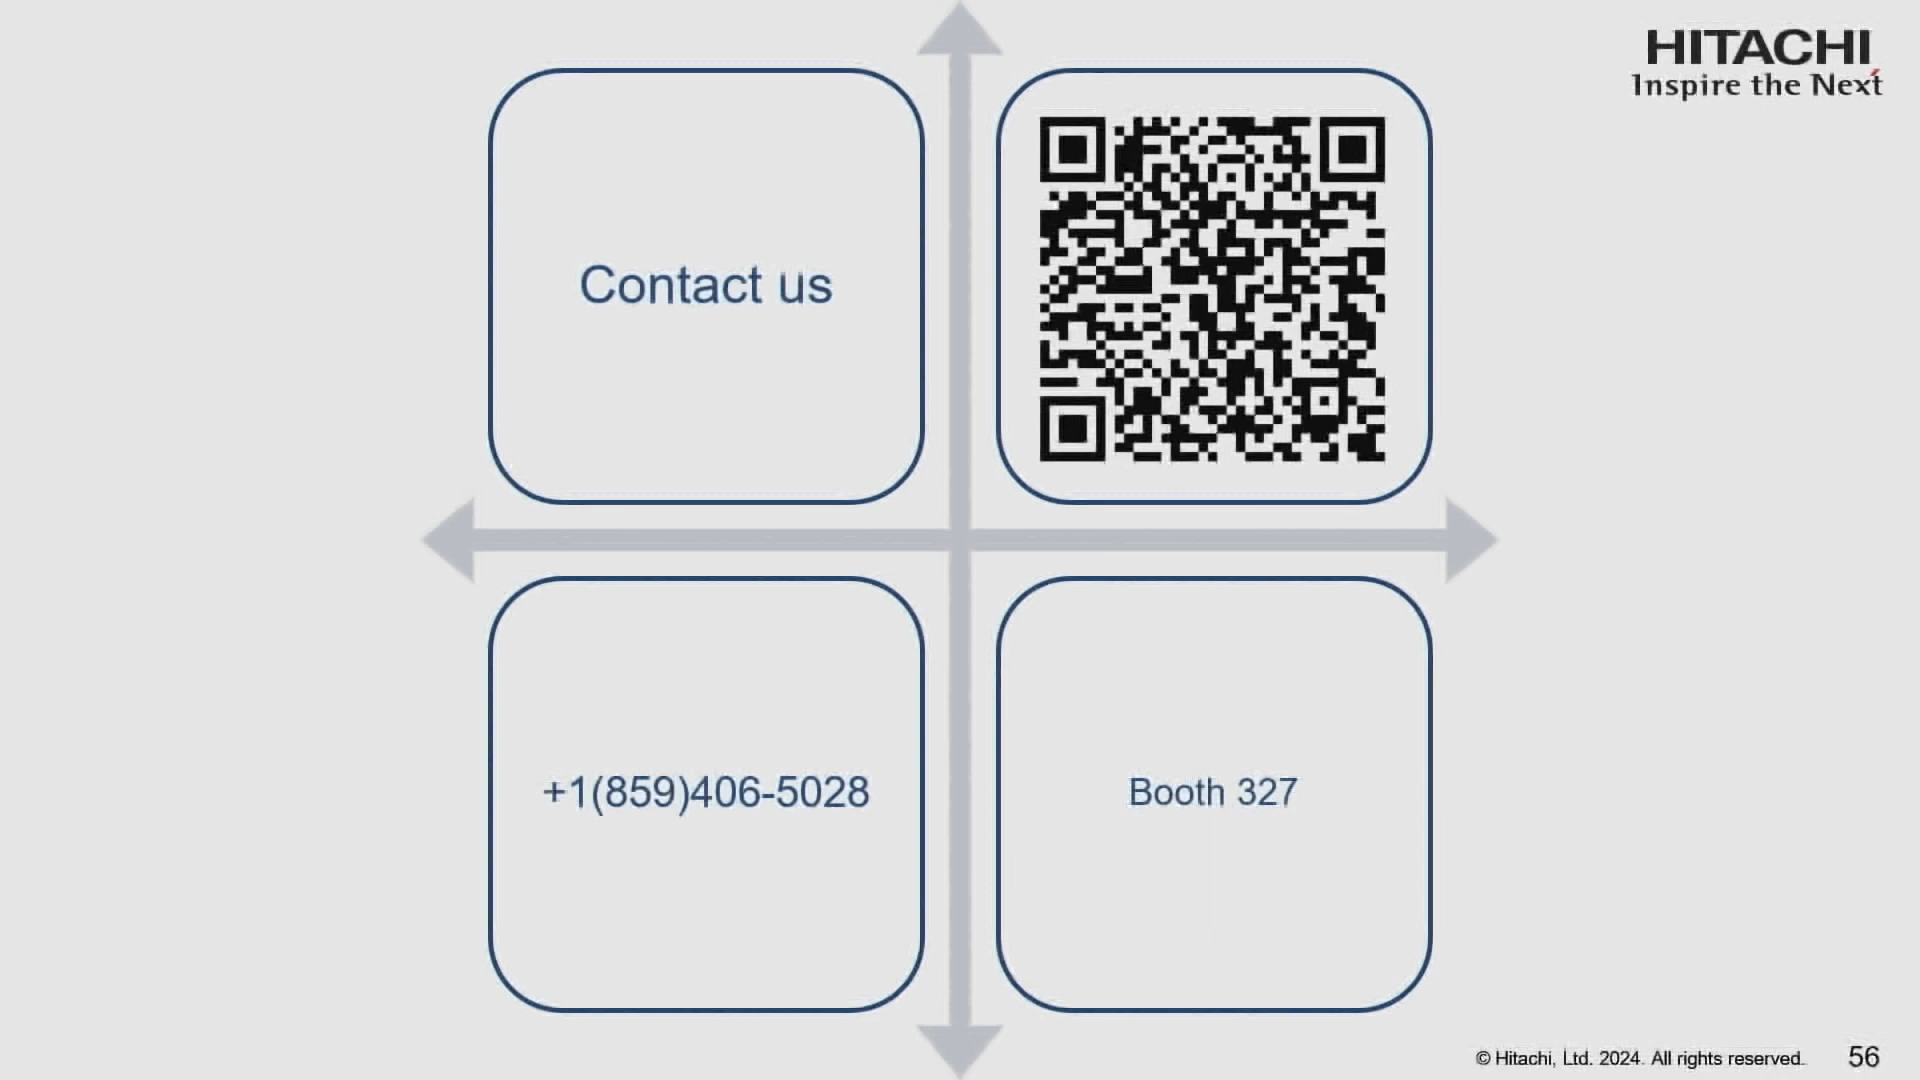 HITACHI
Inspire the Next
Contact us
+1(859)406-5028
Booth 327
© Hitachi, Ltd. 2024. All rights reserved.
56